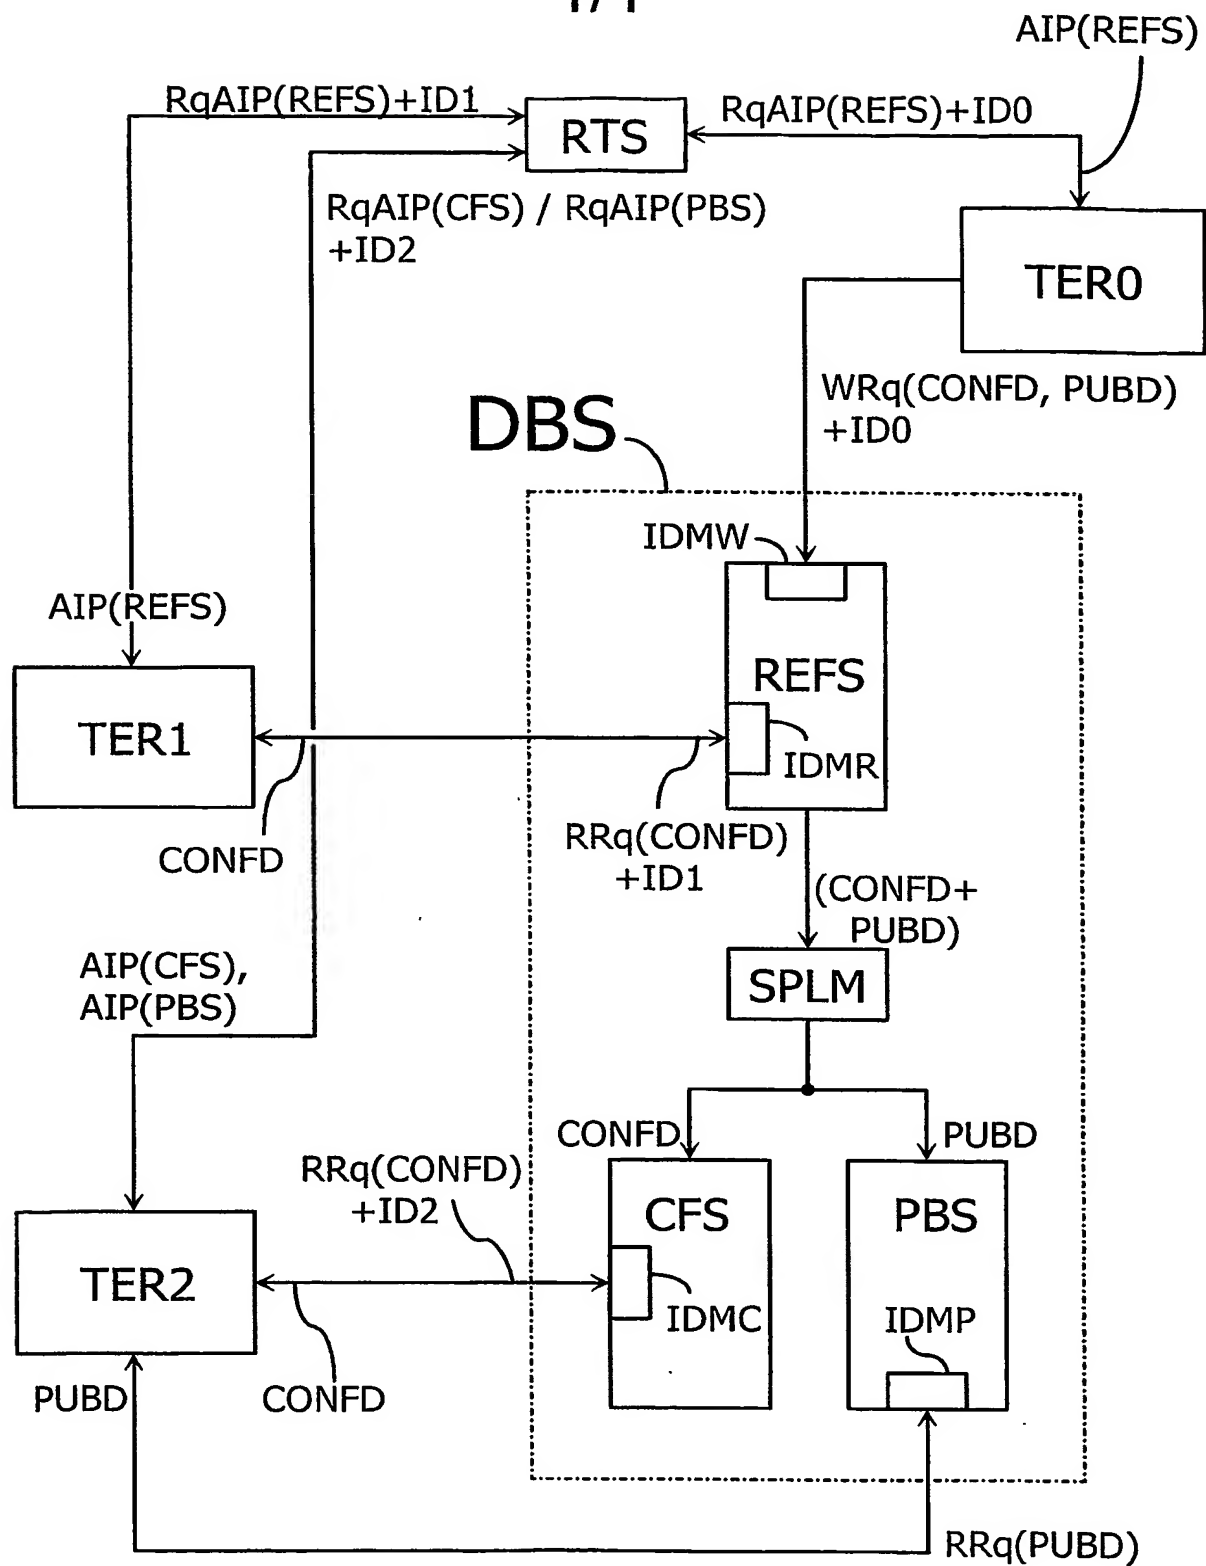 1/1
AIP(REFS)
RqAIP(REFS)+ID1
RqAIP(REFS)+ID0
RTS
RqAIP(CFS) / RqAIP(PBS)
+ID2
TER0
WRq(CONFD, PUBD)
+ID0
DBS
IDMW
AIP(REFS)
REFS
TER1
IDMR
CONFD
RRq(CONFD)
+ID1
(CONFD+
PUBD)
AIP(CFS),
AIP(PBS)
SPLM
CONFD
PUBD
RRq(CONFD)
+ID2
CFS
PBS
TER2
IDMC
IDMP
PUBD
CONFD
RRq(PUBD)